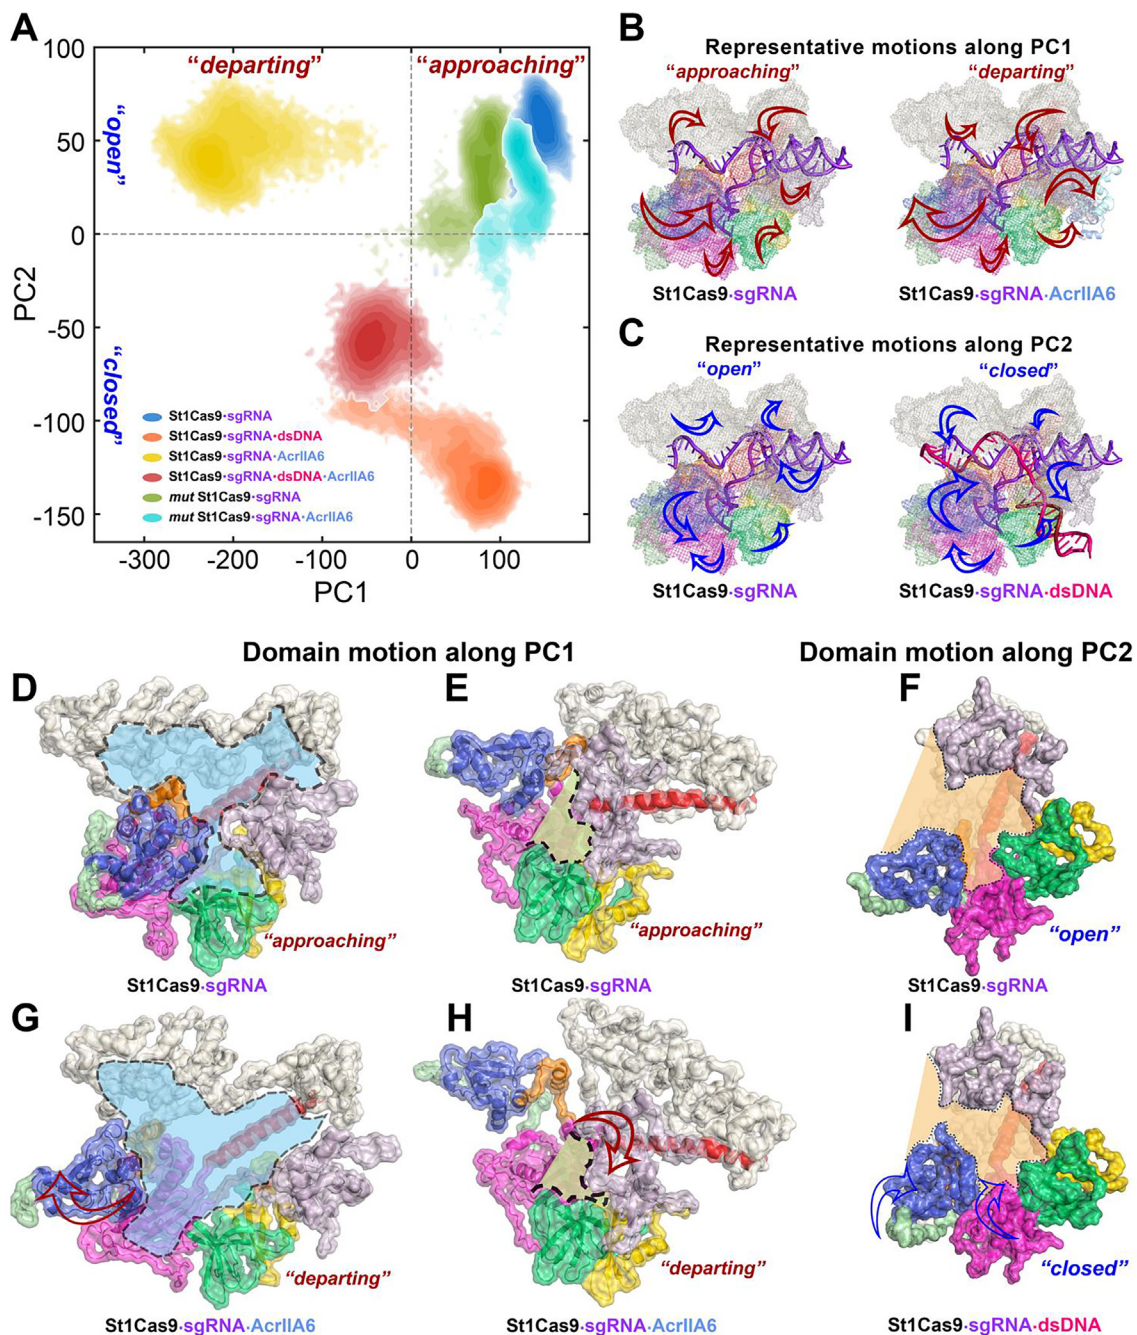 A
"departing"
"approaching"
"open"
"closed"
100
50
0
-50
-100
-150
PC2
-300
-200
-100
0
100
PC1
St1Cas9·sgRNA
St1Cas9·sgRNA·dsDNA
St1Cas9·sgRNA·AcrIIA6
St1Cas9·sgRNA·dsDNA·AcrIIA6
mut St1Cas9·sgRNA
mut St1Cas9·sgRNA·AcrIIA6
B
Representative motions along PC1
"approaching"
"departing"
St1Cas9·sgRNA
St1Cas9·sgRNA·AcrIIA6
C
Representative motions along PC2
"open"
"closed"
St1Cas9·sgRNA
St1Cas9·sgRNA·dsDNA
Domain motion along PC1
Domain motion along PC2
D
"approaching"
St1Cas9·sgRNA
E
"approaching"
St1Cas9·sgRNA
F
"open"
St1Cas9·sgRNA
G
"departing"
St1Cas9·sgRNA·AcrIIA6
H
"departing"
St1Cas9·sgRNA·AcrIIA6
I
"closed"
St1Cas9·sgRNA·dsDNA